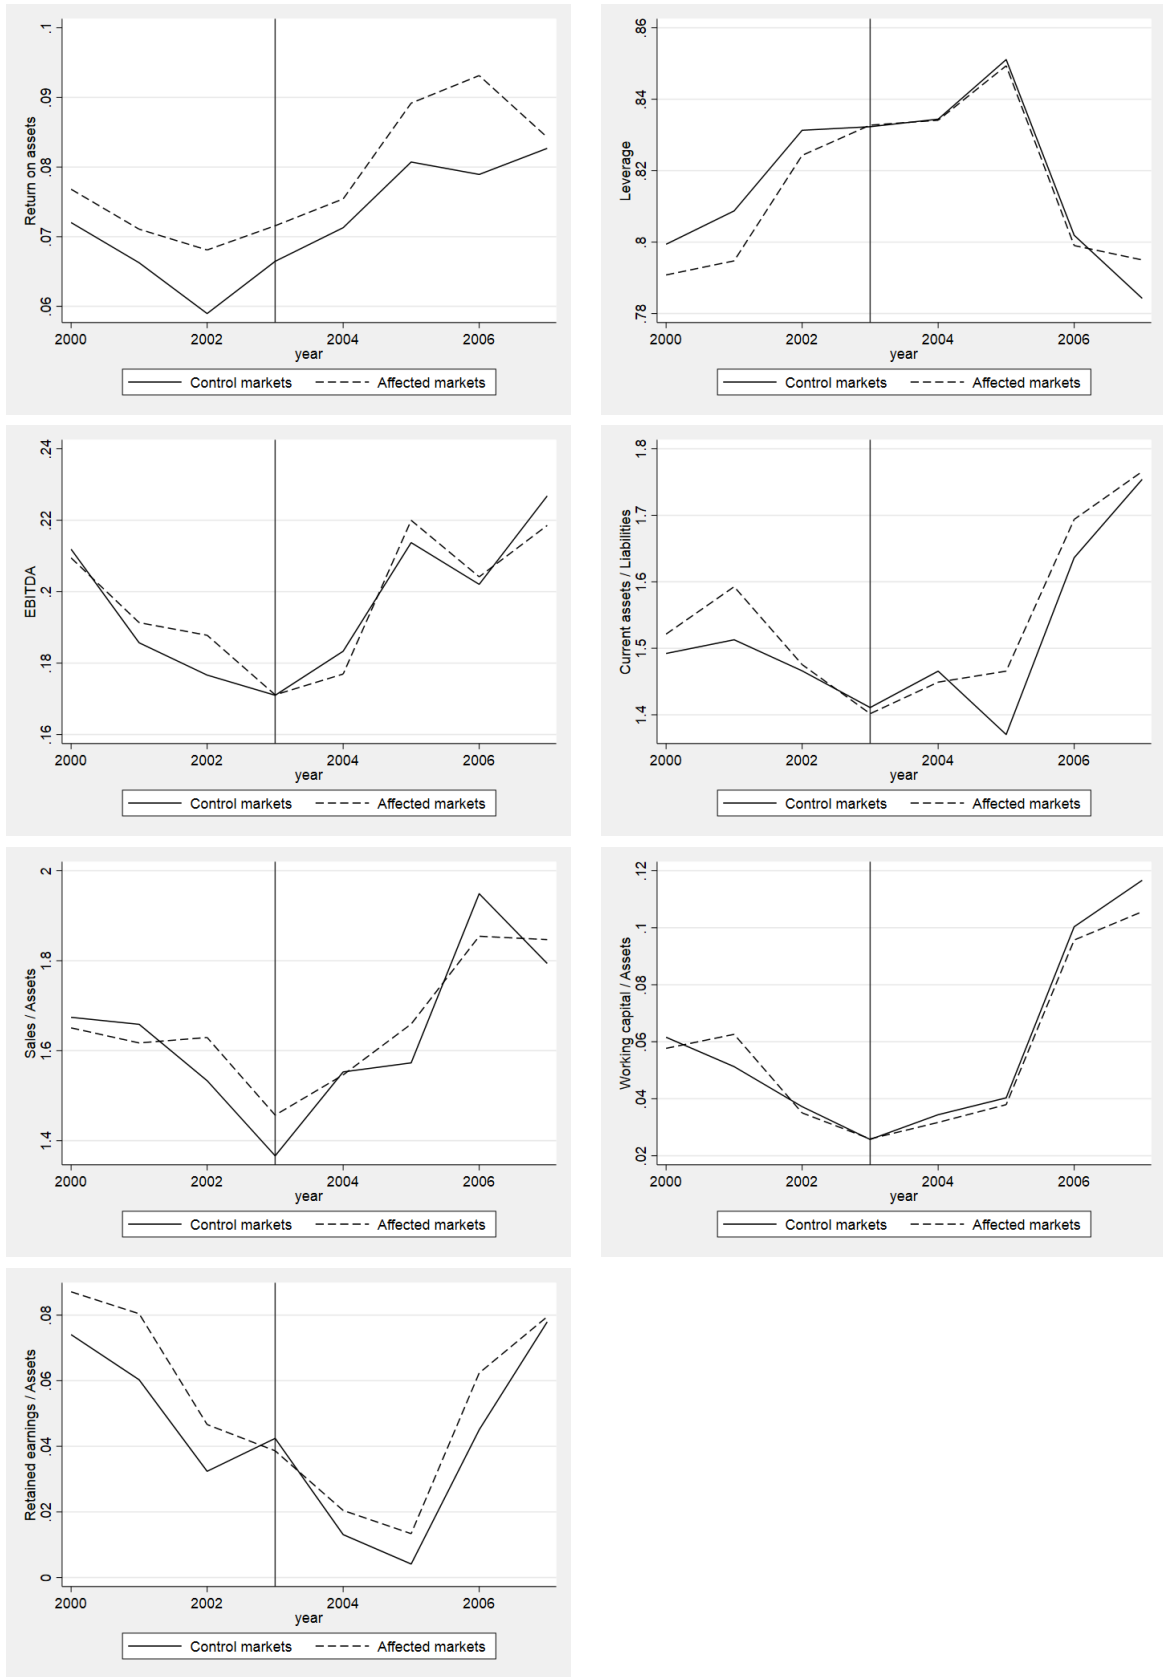 Return on assets
.1
.09
.08
.07
.06
2000 2002 2004 2006
year
Control markets Affected markets
Leverage
.86
.84
.82
.8
.78
2000 2002 2004 2006
year
Control markets Affected markets
EBITDA
.24
.22
.2
.18
.16
2000 2002 2004 2006
year
Control markets Affected markets
Current assets / Liabilities
1.8
1.7
1.6
1.5
1.4
2000 2002 2004 2006
year
Control markets Affected markets
Sales / Assets
2
1.8
1.6
1.4
2000 2002 2004 2006
year
Control markets Affected markets
Working capital / Assets
.12
.1
.08
.06
.04
.02
2000 2002 2004 2006
year
Control markets Affected markets
Retained earnings / Assets
.08
.06
.04
.02
0
2000 2002 2004 2006
year
Control markets Affected markets